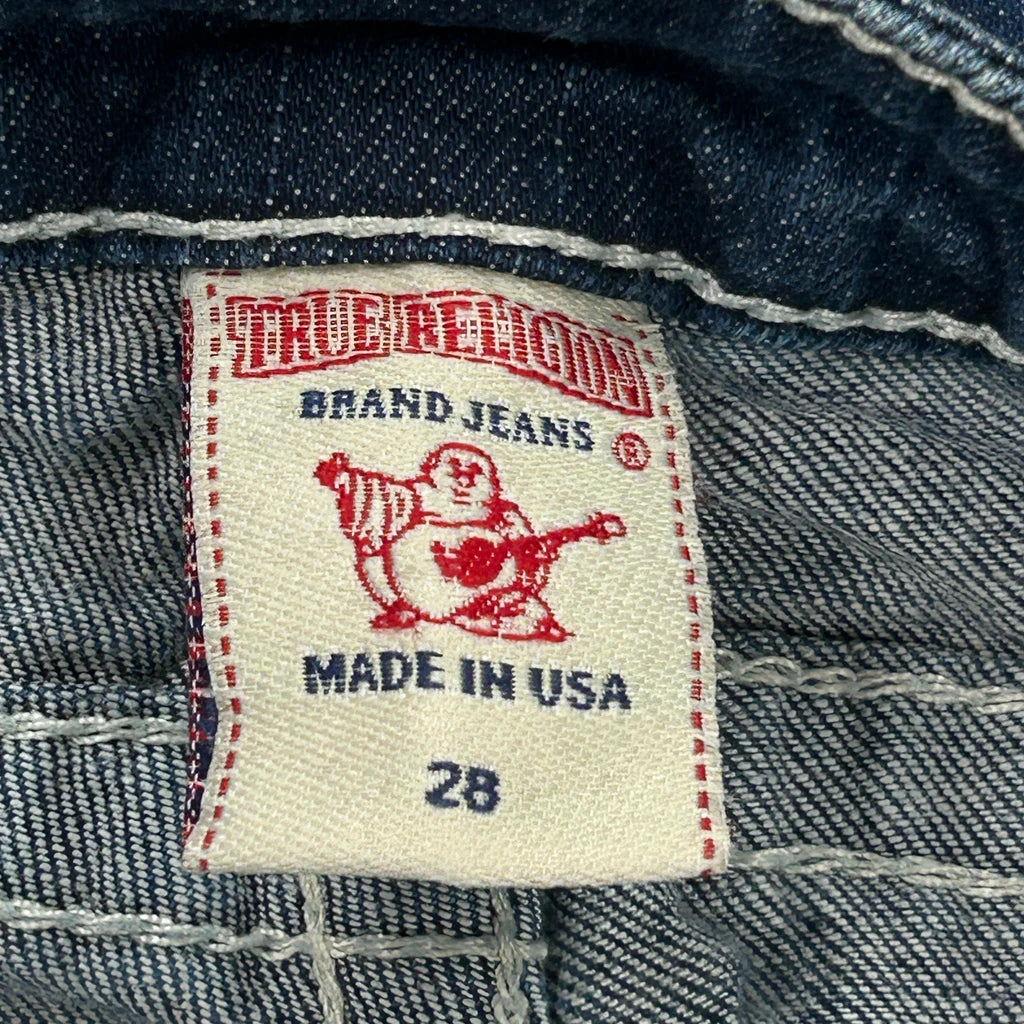 TRUE RELIGION
BRAND JEANS ®
MADE IN USA
28